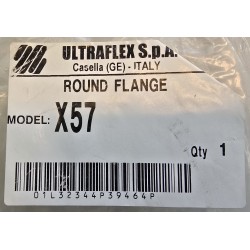 ULTRAFLEX S.p.A.
Casella (GE) - ITALY
ROUND FLANGE
MODEL: X57
Qty 1
01L32344P39464P